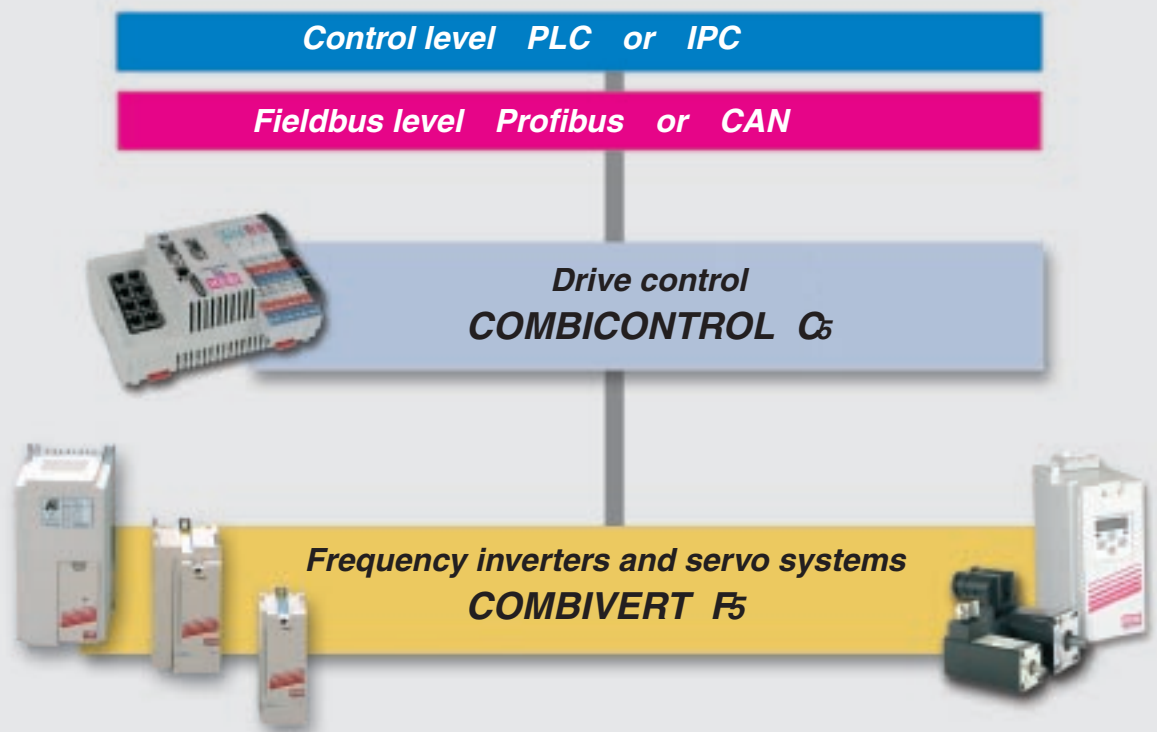 Control level PLC or IPC
Fieldbus level Profibus or CAN
Drive control
COMBICONTROL C5
Frequency inverters and servo systems
COMBIVERT F5